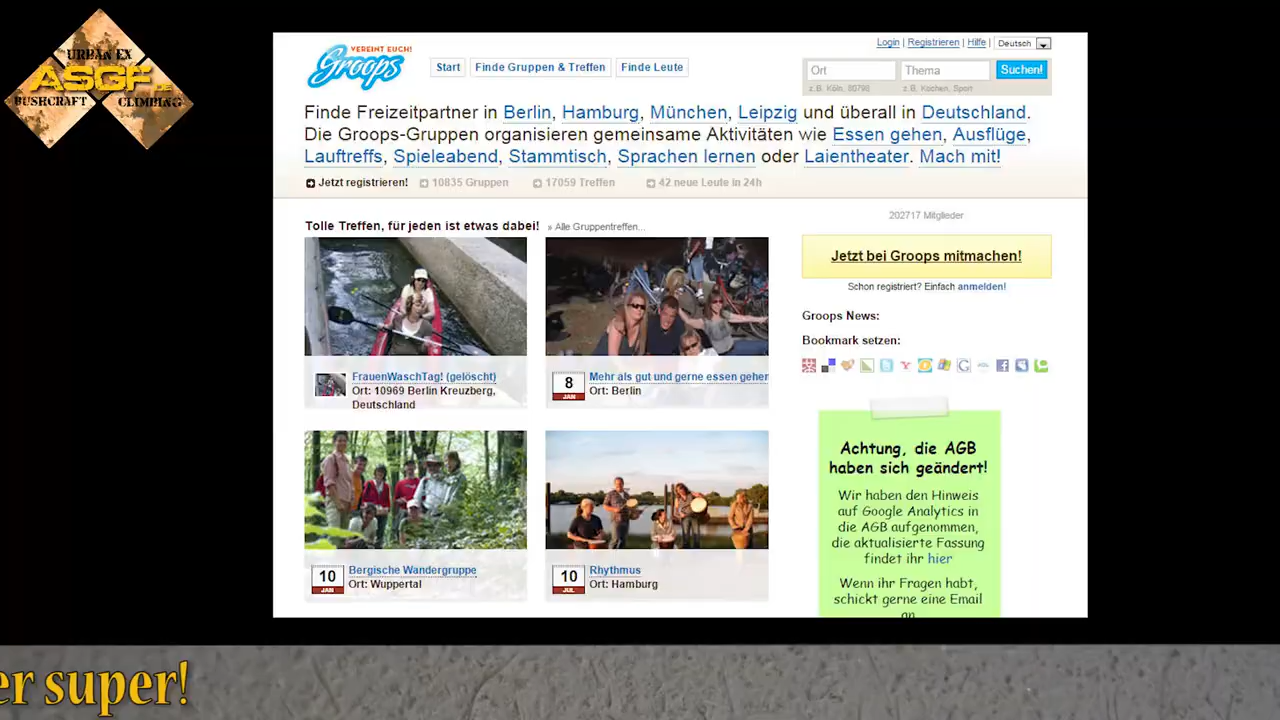 URBAN EX
ASGF.DE
BUSHCRAFT
CLIMBING
VEREINT EUCH!
Groops
Start
Finde Gruppen & Treffen
Finde Leute
Login | Registrieren | Hilfe |
Deutsch
Ort
Thema
Suchen!
z.B. Köln, 80798
z.B. Kochen, Sport
Finde Freizeitpartner in Berlin, Hamburg, München, Leipzig und überall in Deutschland.
Die Groops-Gruppen organisieren gemeinsame Aktivitäten wie Essen gehen, Ausflüge,
Lauftreffs, Spieleabend, Stammtisch, Sprachen lernen oder Laientheater. Mach mit!
Jetzt registrieren!
10835 Gruppen
17059 Treffen
42 neue Leute in 24h
Tolle Treffen, für jeden ist etwas dabei!
» Alle Gruppentreffen...
FrauenWaschTag! (gelöscht)
Ort: 10969 Berlin Kreuzberg,
Deutschland
8
JAN
Mehr als gut und gerne essen gehen
Ort: Berlin
10
JAN
Bergische Wandergruppe
Ort: Wuppertal
10
JUL
Rhythmus
Ort: Hamburg
202717 Mitglieder
Jetzt bei Groops mitmachen!
Schon registriert? Einfach anmelden!
Groops News:
Bookmark setzen:
Achtung, die AGB
haben sich geändert!
Wir haben den Hinweis
auf Google Analytics in
die AGB aufgenommen,
die aktualisierte Fassung
findet ihr hier
Wenn ihr Fragen habt,
schickt gerne eine Email
an
er super!